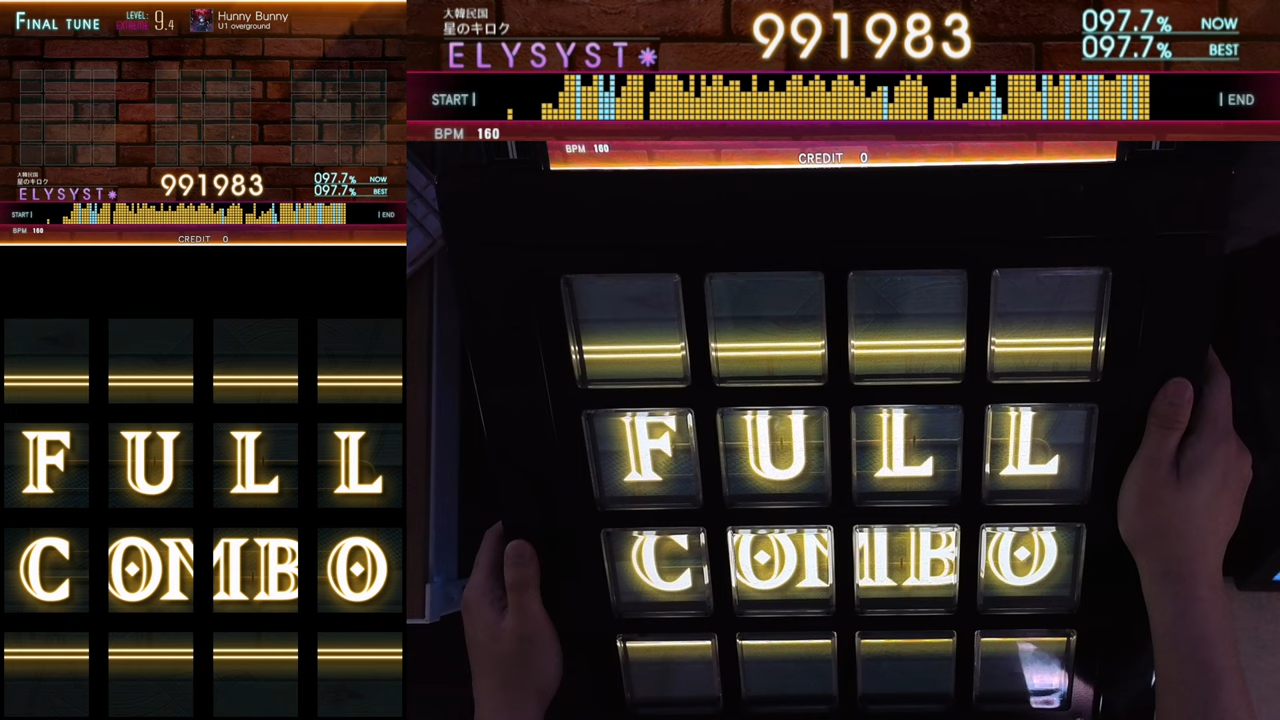 FINAL TUNE
LEVEL:
EXTREME
9.4
Hunny Bunny
U1 overground
大韓民国
星のキロク
ELYSYST*
991983
097.7% NOW
097.7% BEST
START | | END
BPM 160
CREDIT 0
FULL
COMBO
大韓民国
星のキロク
ELYSYST*
991983
097.7% NOW
097.7% BEST
START | | END
BPM 160
BPM 160
CREDIT 0
FULL
COMBO